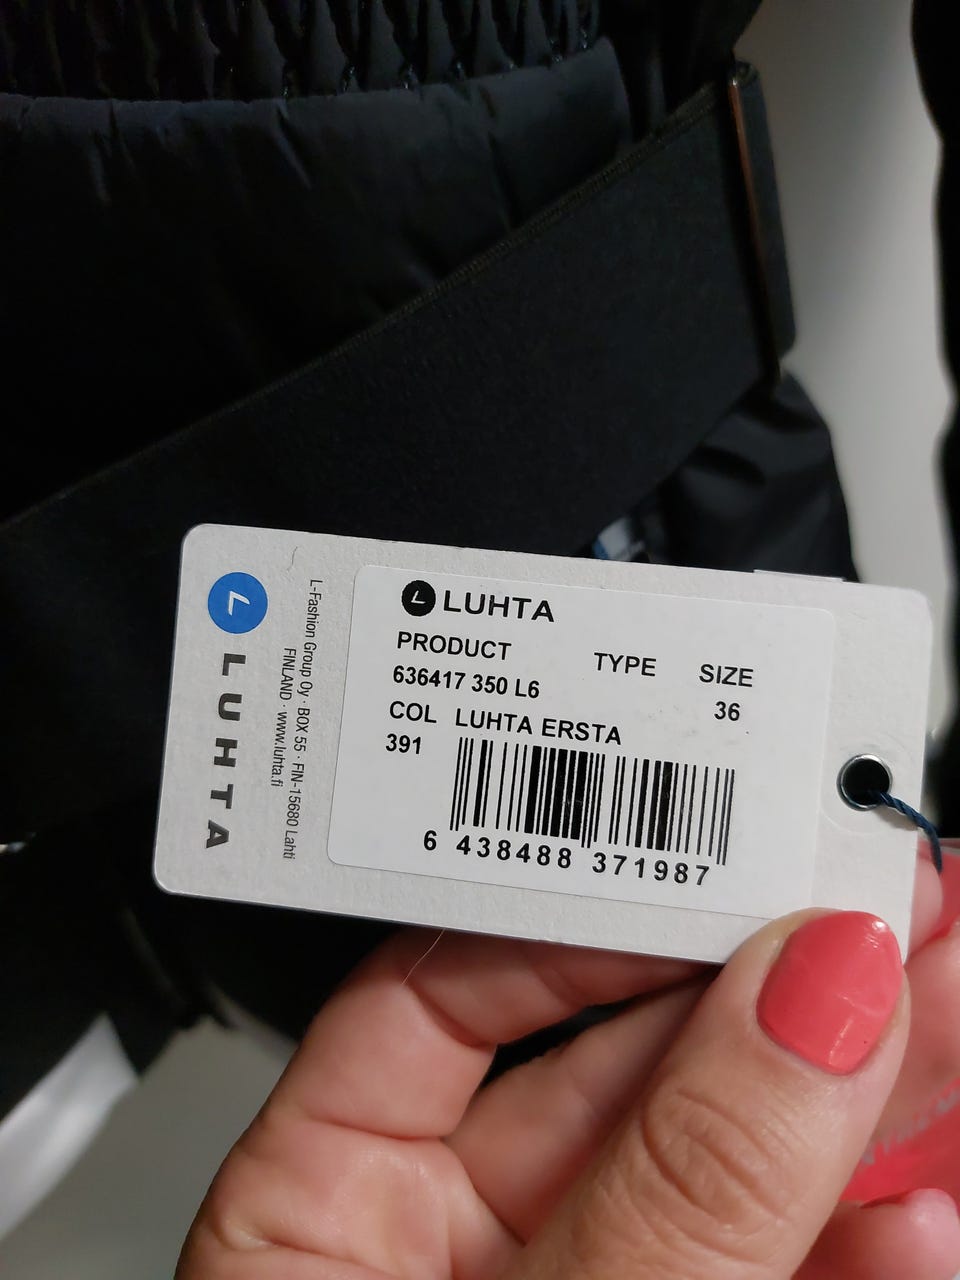 LUHTA
L-Fashion Group Oy · BOX 55 · FIN-15680 Lahti
FINLAND · www.luhta.fi
LUHTA
PRODUCT TYPE SIZE
636417 350 L6 36
COL LUHTA ERSTA
391
6 438488 371987